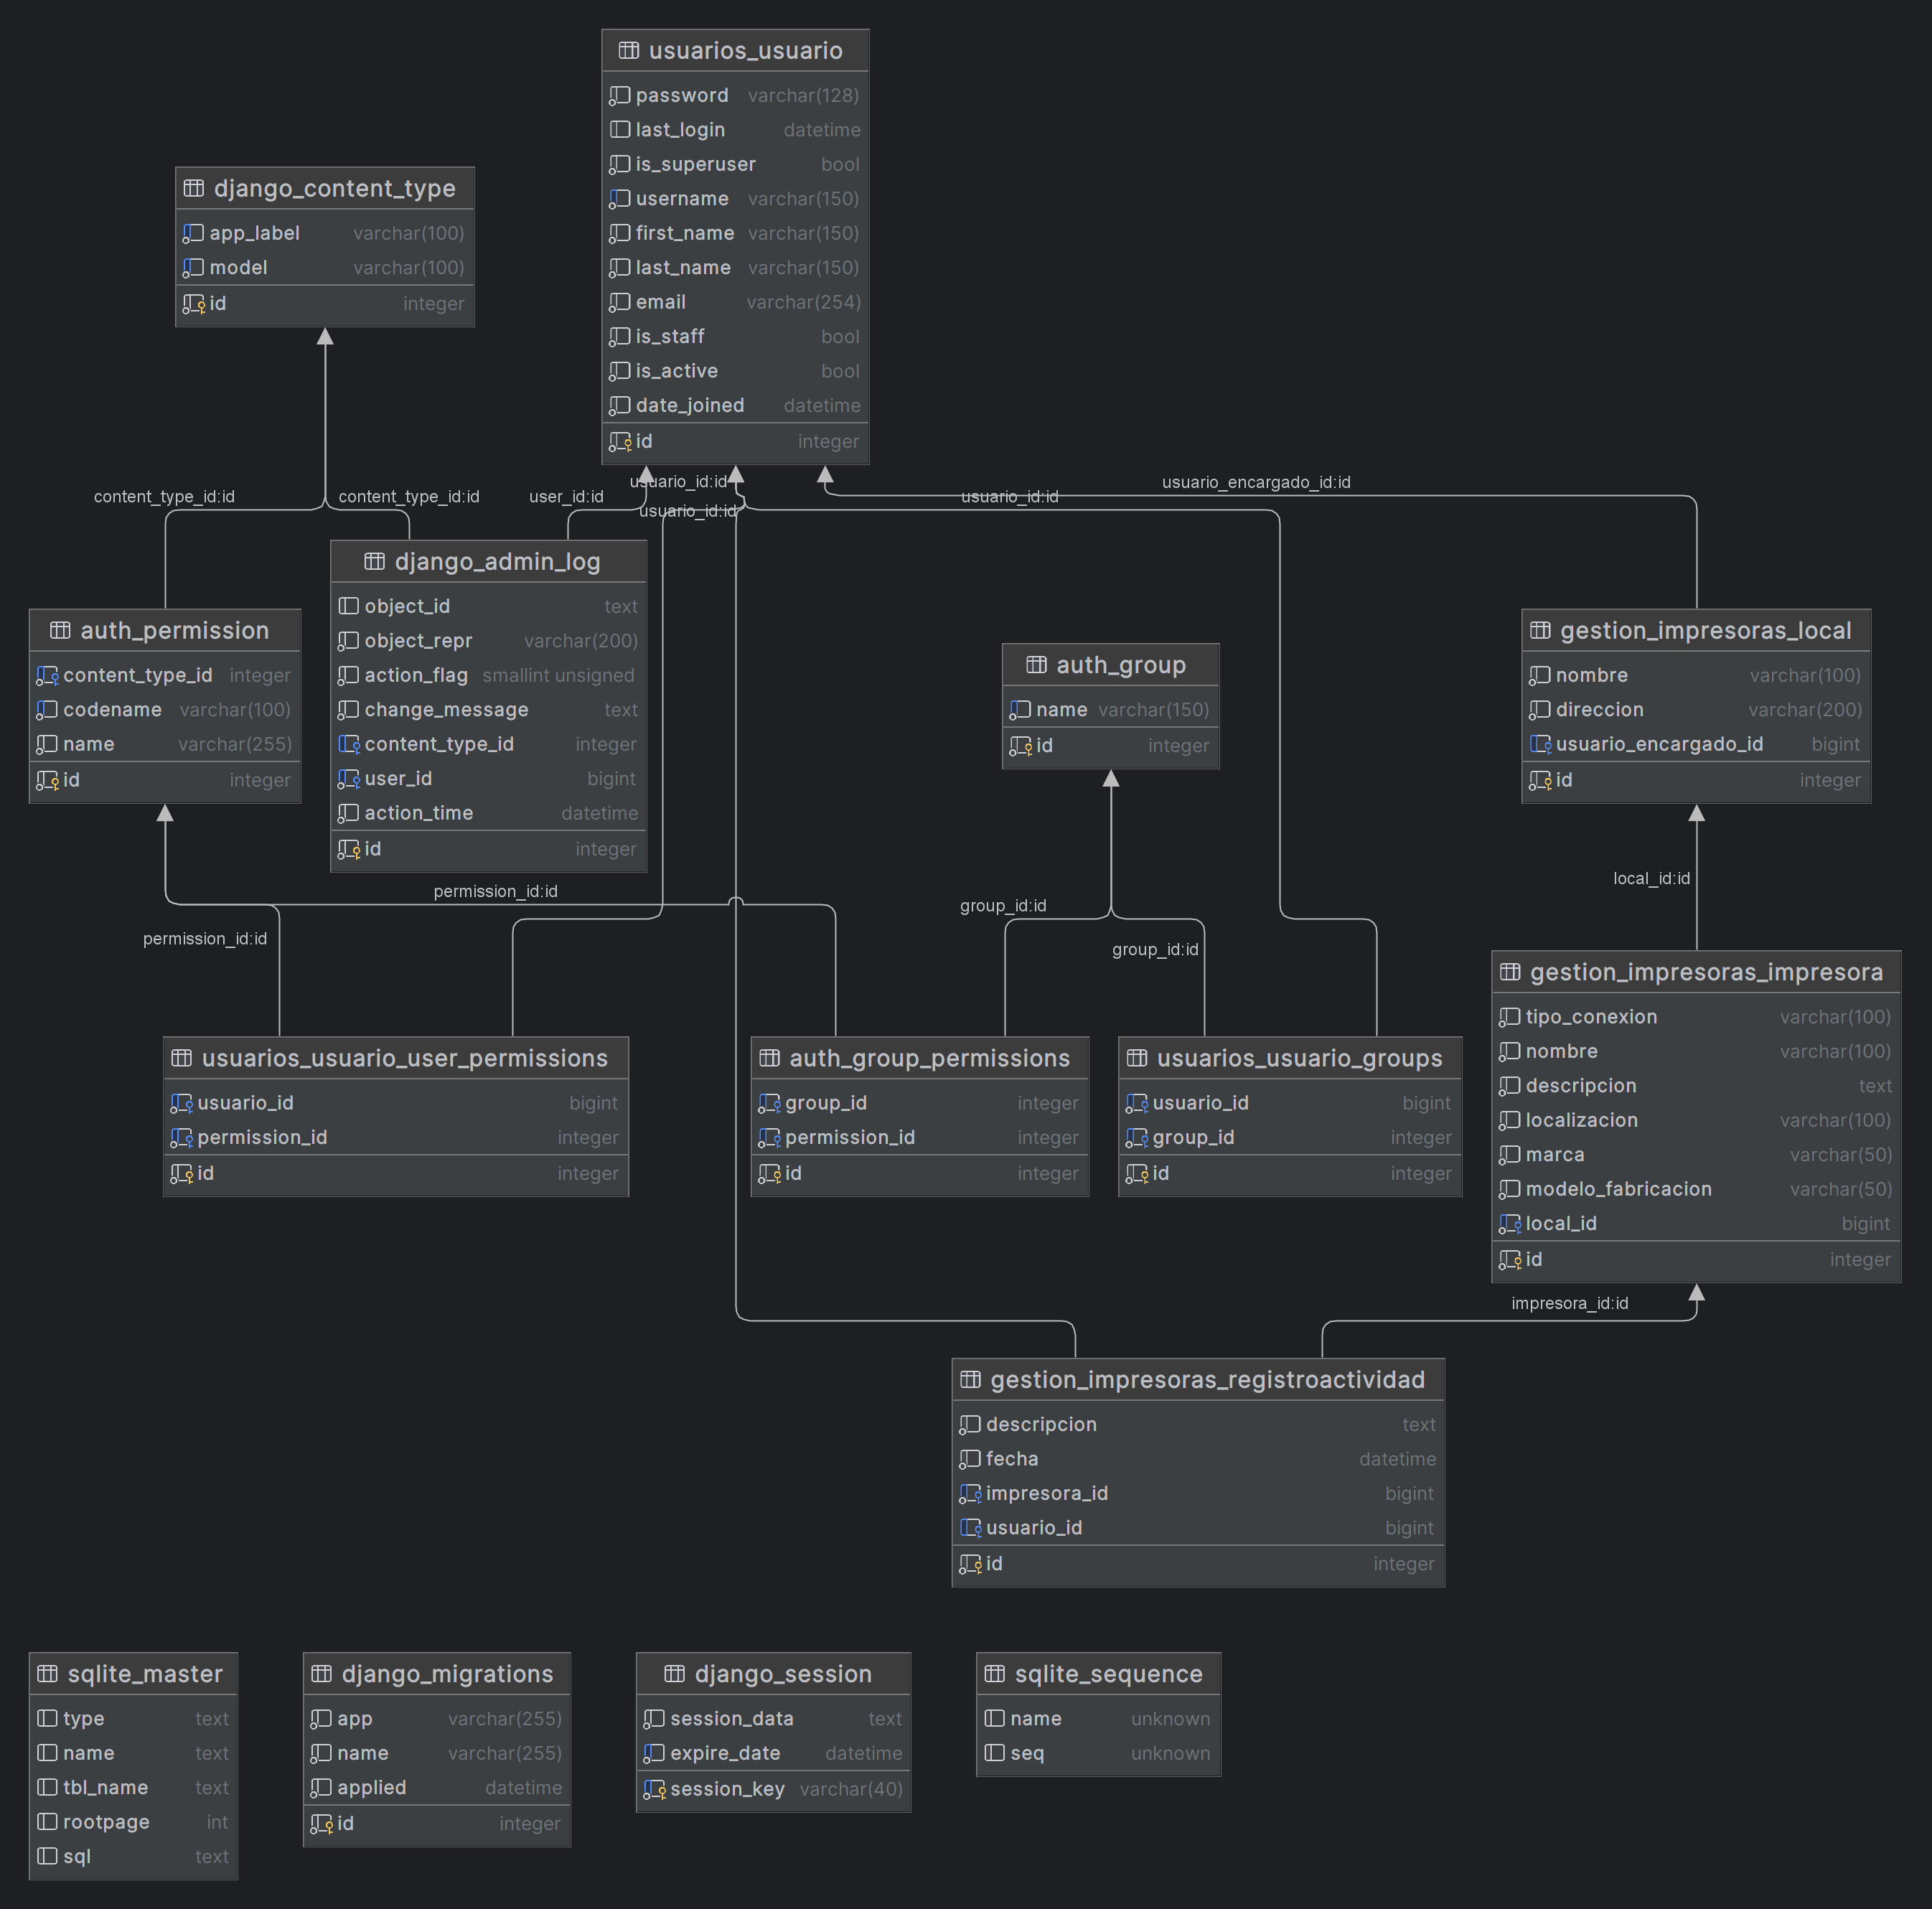 usuarios_usuario
password varchar(128)
last_login datetime
is_superuser bool
username varchar(150)
first_name varchar(150)
last_name varchar(150)
email varchar(254)
is_staff bool
is_active bool
date_joined datetime
id integer
django_content_type
app_label varchar(100)
model varchar(100)
id integer
content_type_id:id
content_type_id:id
user_id:id
usuario_id:id
usuario_id:id
usuario_id:id
usuario_encargado_id:id
django_admin_log
object_id text
object_repr varchar(200)
action_flag smallint unsigned
change_message text
content_type_id integer
user_id bigint
action_time datetime
id integer
auth_permission
content_type_id integer
codename varchar(100)
name varchar(255)
id integer
auth_group
name varchar(150)
id integer
gestion_impresoras_local
nombre varchar(100)
direccion varchar(200)
usuario_encargado_id bigint
id integer
permission_id:id
permission_id:id
group_id:id
group_id:id
local_id:id
usuarios_usuario_user_permissions
usuario_id bigint
permission_id integer
id integer
auth_group_permissions
group_id integer
permission_id integer
id integer
usuarios_usuario_groups
usuario_id bigint
group_id integer
id integer
gestion_impresoras_impresora
tipo_conexion varchar(100)
nombre varchar(100)
descripcion text
localizacion varchar(100)
marca varchar(50)
modelo_fabricacion varchar(50)
local_id bigint
id integer
impresora_id:id
gestion_impresoras_registroactividad
descripcion text
fecha datetime
impresora_id bigint
usuario_id bigint
id integer
sqlite_master
type text
name text
tbl_name text
rootpage int
sql text
django_migrations
app varchar(255)
name varchar(255)
applied datetime
id integer
django_session
session_data text
expire_date datetime
session_key varchar(40)
sqlite_sequence
name unknown
seq unknown